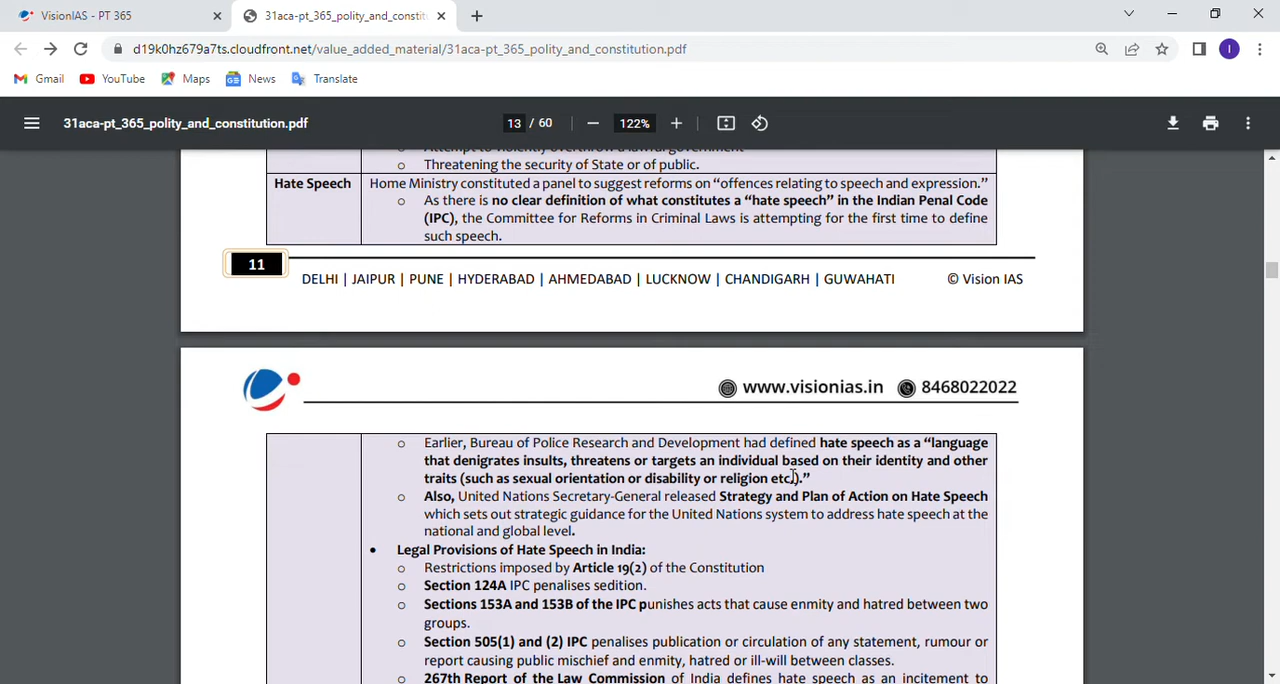 VisionIAS - PT 365
31aca-pt_365_polity_and_constitu
d19k0hz679a7ts.cloudfront.net/value_added_material/31aca-pt_365_polity_and_constitution.pdf
I
Gmail YouTube Maps News Translate
31aca-pt_365_polity_and_constitution.pdf 13 / 60 122%
Attempt to violently overthrow a lawful government
o Threatening the security of State or of public.
Hate Speech Home Ministry constituted a panel to suggest reforms on “offences relating to speech and expression.”
o As there is no clear definition of what constitutes a “hate speech” in the Indian Penal Code
(IPC), the Committee for Reforms in Criminal Laws is attempting for the first time to define
such speech.
11
DELHI | JAIPUR | PUNE | HYDERABAD | AHMEDABAD | LUCKNOW | CHANDIGARH | GUWAHATI © Vision IAS
www.visionias.in 8468022022
o Earlier, Bureau of Police Research and Development had defined hate speech as a “language
that denigrates insults, threatens or targets an individual based on their identity and other
traits (such as sexual orientation or disability or religion etc.).”
o Also, United Nations Secretary-General released Strategy and Plan of Action on Hate Speech
which sets out strategic guidance for the United Nations system to address hate speech at the
national and global level.
• Legal Provisions of Hate Speech in India:
o Restrictions imposed by Article 19(2) of the Constitution
o Section 124A IPC penalises sedition.
o Sections 153A and 153B of the IPC punishes acts that cause enmity and hatred between two
groups.
o Section 505(1) and (2) IPC penalises publication or circulation of any statement, rumour or
report causing public mischief and enmity, hatred or ill-will between classes.
o 267th Report of the Law Commission of India defines hate speech as an incitement to